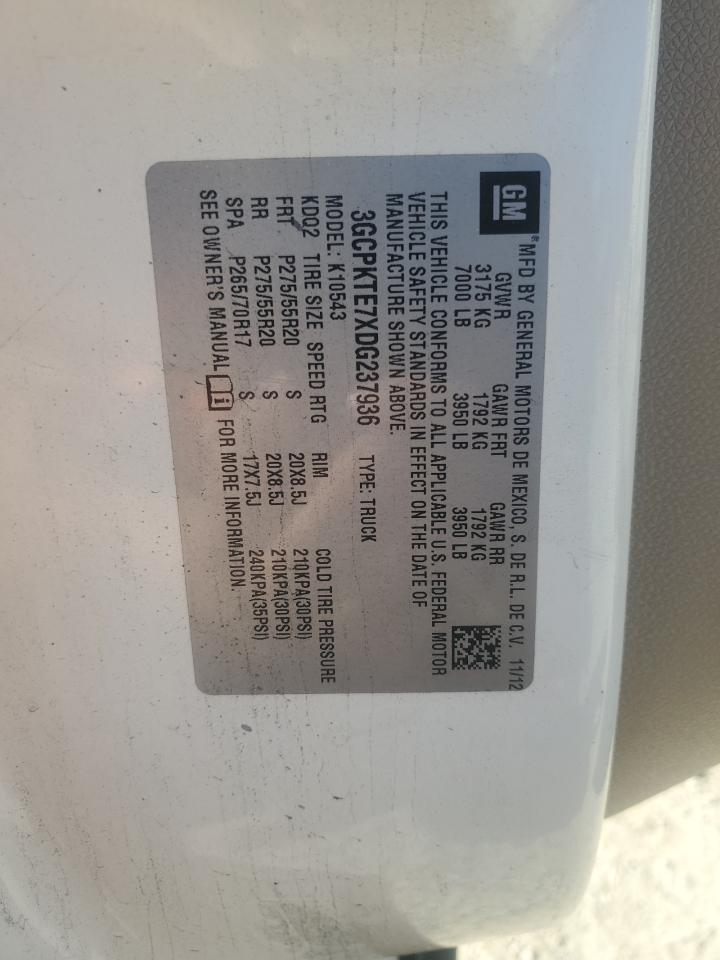 GM ® MFD BY GENERAL MOTORS DE MEXICO, S. DE R.L. DE C.V. 11/12
GVWR GAWR FRT GAWR RR
3175 KG 1792 KG 1792 KG
7000 LB 3950 LB 3950 LB
THIS VEHICLE CONFORMS TO ALL APPLICABLE U.S. FEDERAL MOTOR
VEHICLE SAFETY STANDARDS IN EFFECT ON THE DATE OF
MANUFACTURE SHOWN ABOVE.
3GCPKTE7XDG237936 TYPE: TRUCK
MODEL: K10543
KDQ2 TIRE SIZE SPEED RTG RIM COLD TIRE PRESSURE
FRT P275/55R20 S 20X8.5J 210KPA(30PSI)
RR P275/55R20 S 20X8.5J 210KPA(30PSI)
SPA P265/70R17 S 17X7.5J 240KPA(35PSI)
SEE OWNER'S MANUAL i FOR MORE INFORMATION.